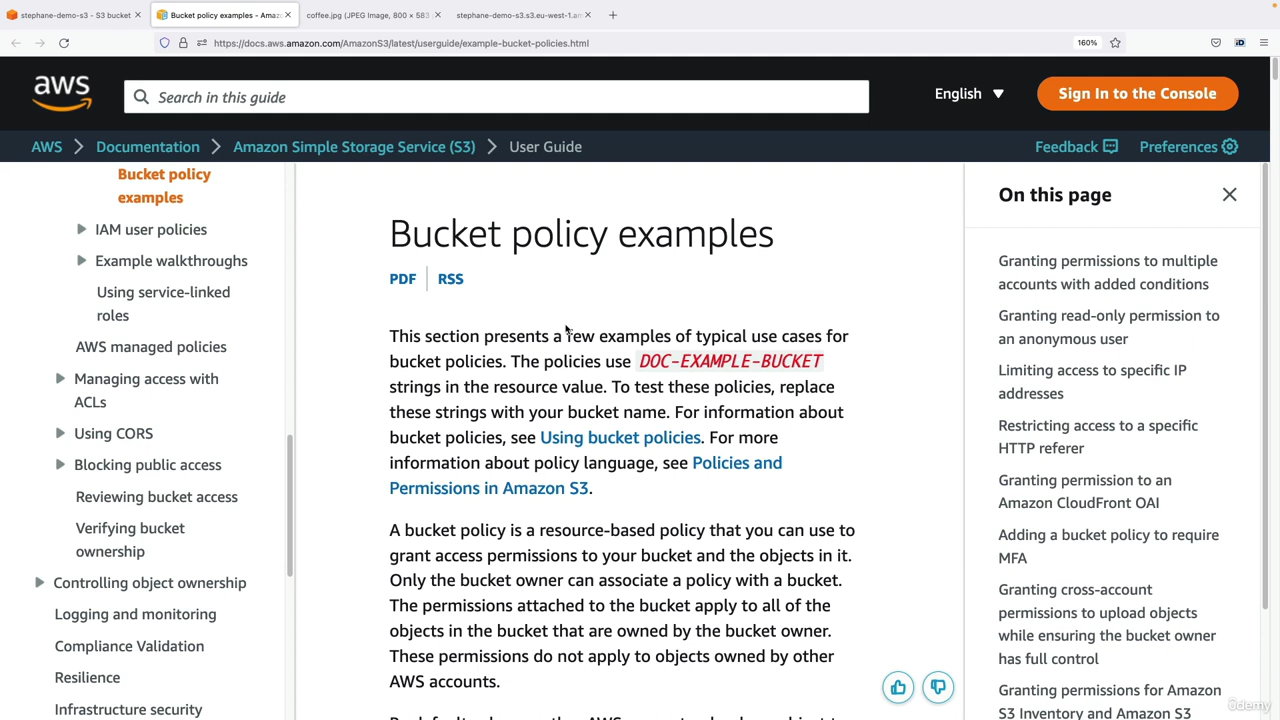 stephane-demo-s3 - S3 bucket
Bucket policy examples - Amaz
coffee.jpg (JPEG Image, 800 × 583
stephane-demo-s3.s3.eu-west-1.am
https://docs.aws.amazon.com/AmazonS3/latest/userguide/example-bucket-policies.html
160%
aws
Search in this guide
English
Sign In to the Console
AWS
Documentation
Amazon Simple Storage Service (S3)
User Guide
Feedback
Preferences
Bucket policy
examples
IAM user policies
Example walkthroughs
Using service-linked
roles
AWS managed policies
Managing access with
ACLs
Using CORS
Blocking public access
Reviewing bucket access
Verifying bucket
ownership
Controlling object ownership
Logging and monitoring
Compliance Validation
Resilience
Infrastructure security
Bucket policy examples
PDF
RSS
This section presents a few examples of typical use cases for
bucket policies. The policies use DOC-EXAMPLE-BUCKET
strings in the resource value. To test these policies, replace
these strings with your bucket name. For information about
bucket policies, see Using bucket policies. For more
information about policy language, see Policies and
Permissions in Amazon S3.
A bucket policy is a resource-based policy that you can use to
grant access permissions to your bucket and the objects in it.
Only the bucket owner can associate a policy with a bucket.
The permissions attached to the bucket apply to all of the
objects in the bucket that are owned by the bucket owner.
These permissions do not apply to objects owned by other
AWS accounts.
On this page
Granting permissions to multiple
accounts with added conditions
Granting read-only permission to
an anonymous user
Limiting access to specific IP
addresses
Restricting access to a specific
HTTP referer
Granting permission to an
Amazon CloudFront OAI
Adding a bucket policy to require
MFA
Granting cross-account
permissions to upload objects
while ensuring the bucket owner
has full control
Granting permissions for Amazon
S3 Inventory and Amazon S3
ûdemy